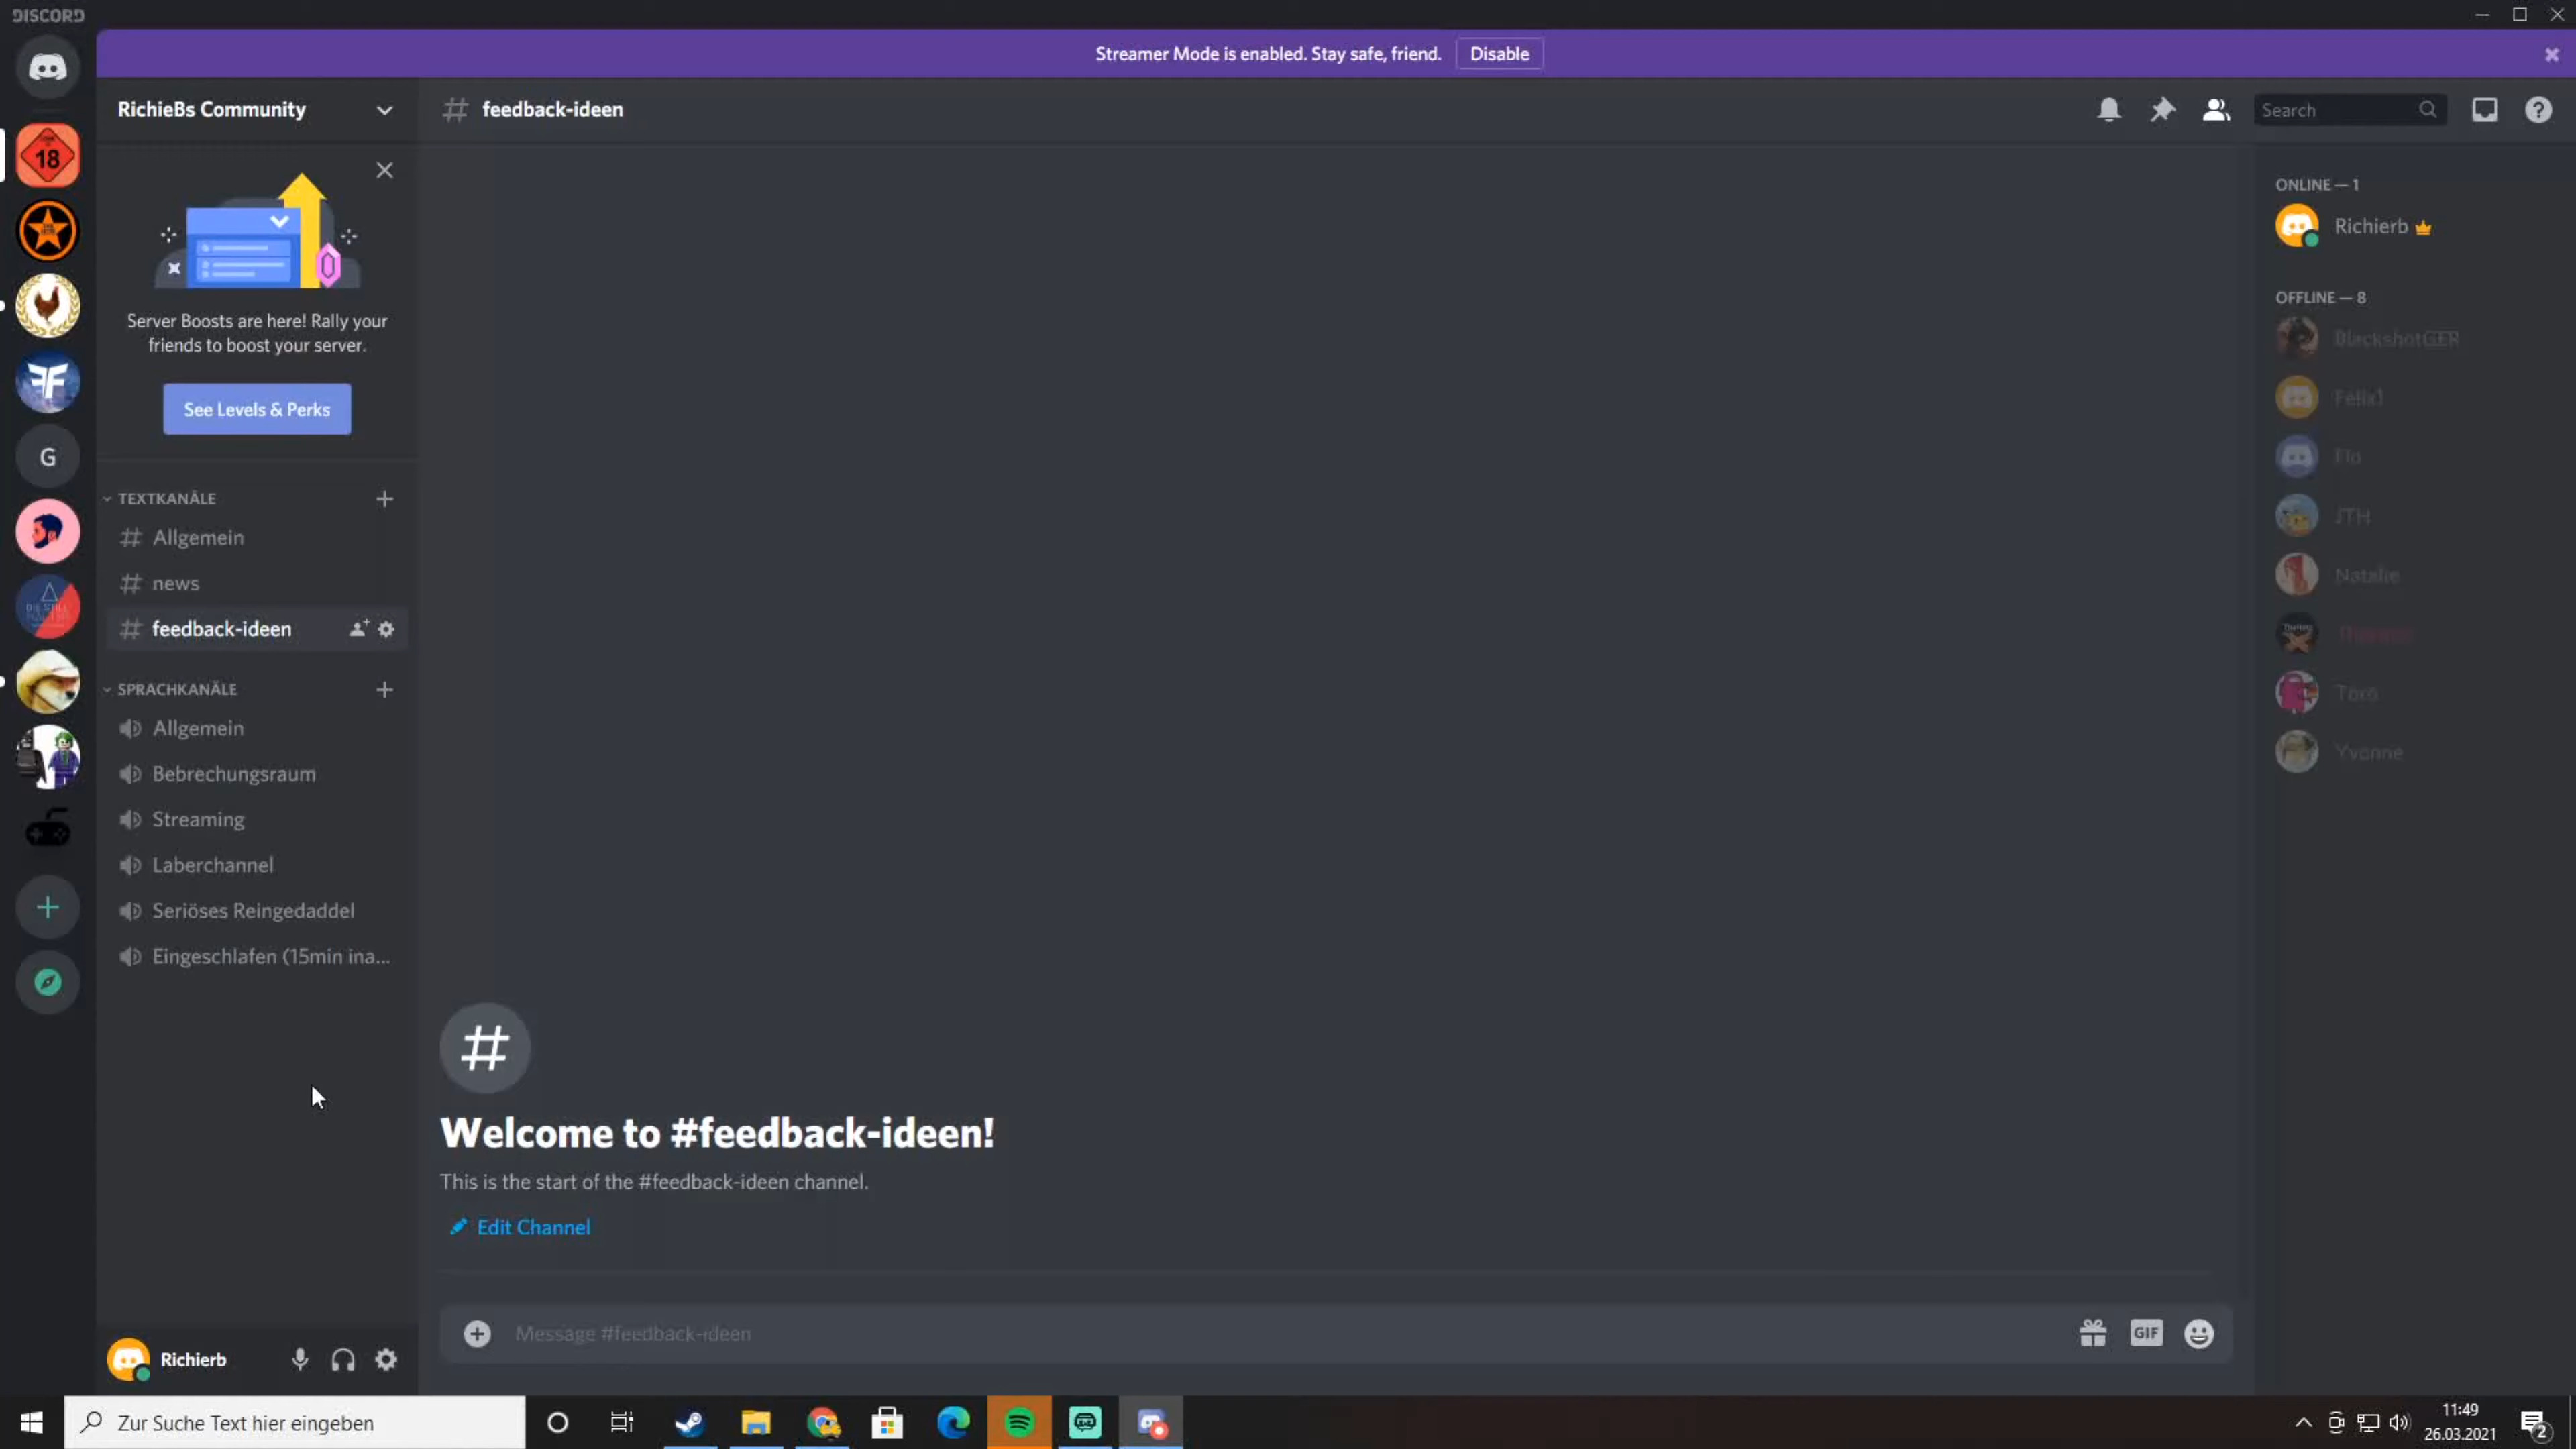 DISCORD
Streamer Mode is enabled. Stay safe, friend.
Disable
RichieBs Community
feedback-ideen
Search
18
Server Boosts are here! Rally your
friends to boost your server.
See Levels & Perks
G
TEXTKANÄLE
Allgemein
news
feedback-ideen
SPRACHKANÄLE
Allgemein
Bebrechungsraum
Streaming
Laberchannel
Seriöses Reingedaddel
Eingeschlafen (15min ina...
ONLINE — 1
Richierb
OFFLINE — 8
BlackshotGER
Felix1
Flo
JTH
Natalie
Toro
Yvonne
Welcome to #feedback-ideen!
This is the start of the #feedback-ideen channel.
Edit Channel
Message #feedback-ideen
GIF
Richierb
Zur Suche Text hier eingeben
11:49
26.03.2021
2